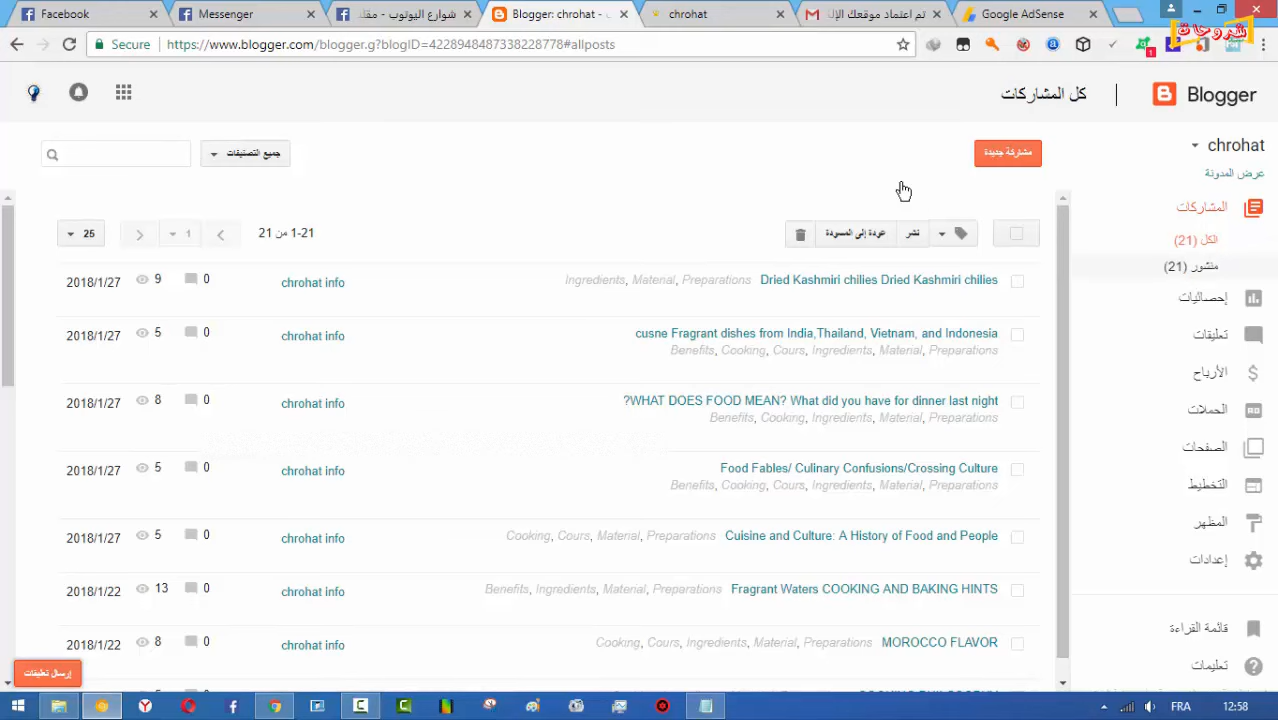 Facebook
Messenger
شوارع اليوتوب - مقلـ
Blogger: chrohat -
chrohat
تم اعتماد موقعك الإلـ
Google AdSense
Secure
https://www.blogger.com/blogger.g?blogID=4228987338220778#allposts
شروحات
كل المشاركات
Blogger
chrohat
عرض المدونة
جميع التصنيفات
مشاركة جديدة
المشاركات
الكل (21)
منشور (21)
إحصاليات
تعليقات
الأرباح
الحملات
الصفحات
التخطيط
المظهر
إعدادات
قائمة القراءة
تعليمات
25
1
1-21 من 21
عودة إلى المسودة
نشر
2018/1/27 9 0 chrohat info Ingredients, Material, Preparations Dried Kashmiri chilies Dried Kashmiri chilies
2018/1/27 5 0 chrohat info cusne Fragrant dishes from India,Thailand, Vietnam, and Indonesia
Benefits, Cooking, Cours, Ingredients, Material, Preparations
2018/1/27 8 0 chrohat info ?WHAT DOES FOOD MEAN? What did you have for dinner last night
Benefits, Cooking, Ingredients, Material, Preparations
2018/1/27 5 0 chrohat info Food Fables/ Culinary Confusions/Crossing Culture
Benefits, Cooking, Cours, Ingredients, Material, Preparations
2018/1/27 5 0 chrohat info Cooking, Cours, Material, Preparations Cuisine and Culture: A History of Food and People
2018/1/22 13 0 chrohat info Benefits, Ingredients, Material, Preparations Fragrant Waters COOKING AND BAKING HINTS
2018/1/22 8 0 chrohat info Cooking, Cours, Ingredients, Material, Preparations MOROCCO FLAVOR
إرسال تعليقات
FRA
12:58